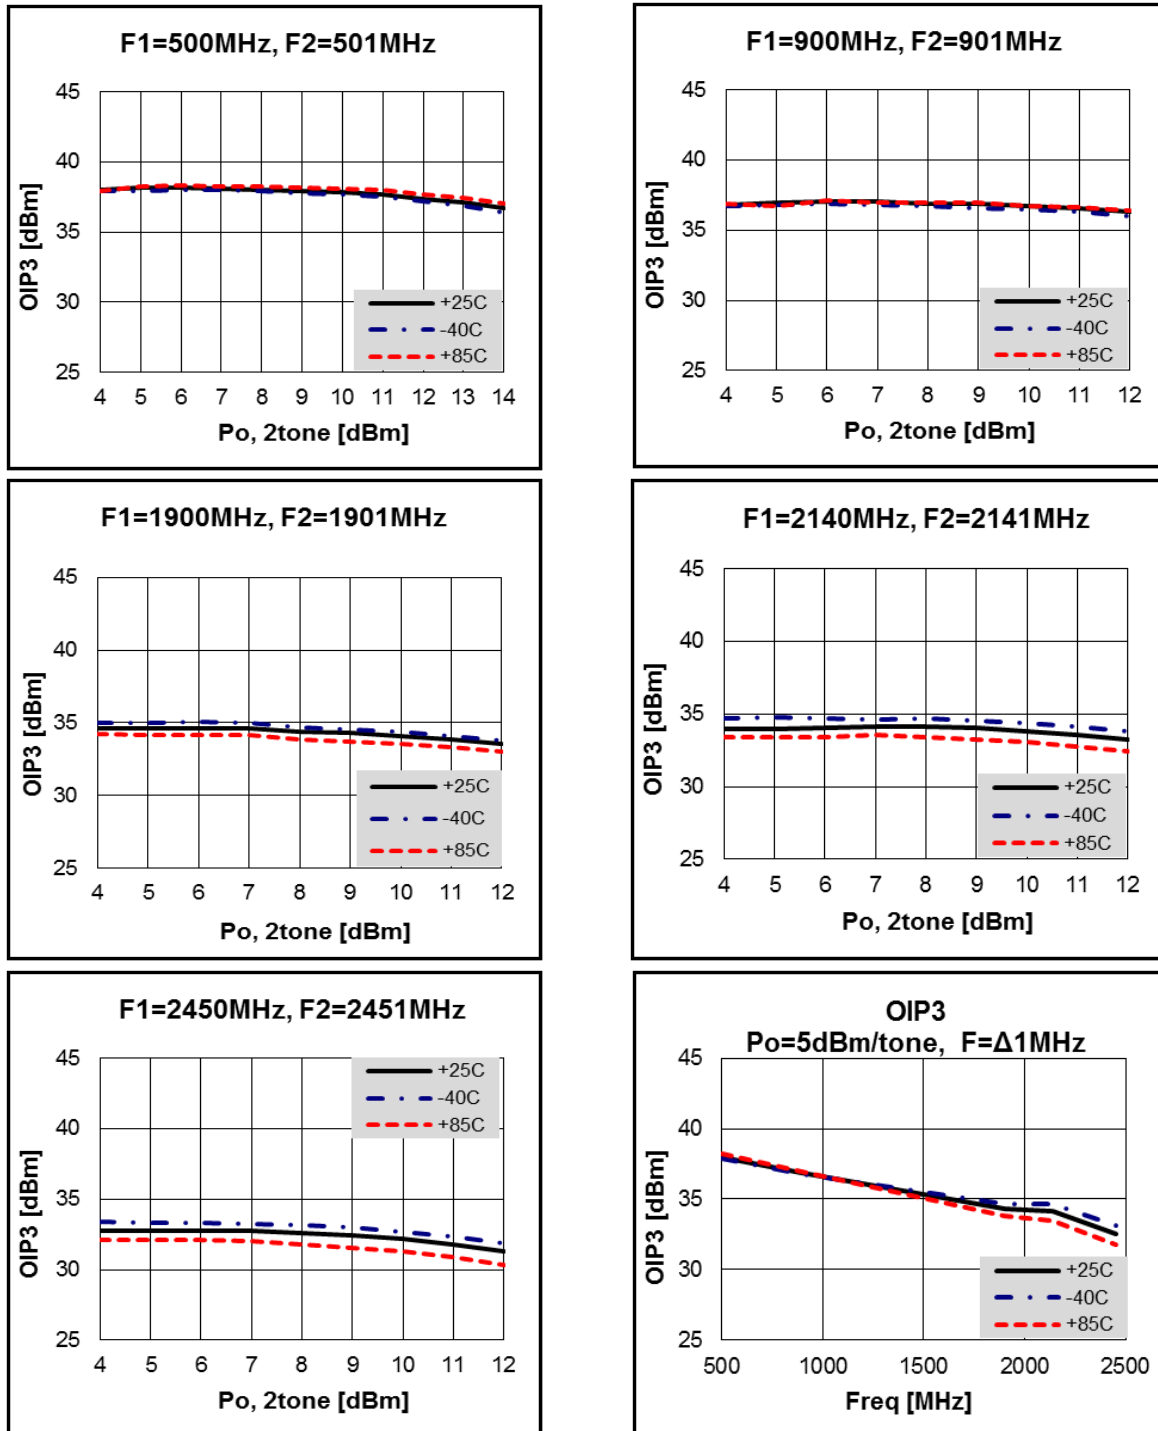 F1=500MHz, F2=501MHz
45
40
35
30
25
OIP3 [dBm]
+25C
-40C
+85C
4 5 6 7 8 9 10 11 12 13 14
Po, 2tone [dBm]
F1=900MHz, F2=901MHz
45
40
35
30
25
OIP3 [dBm]
+25C
-40C
+85C
4 5 6 7 8 9 10 11 12
Po, 2tone [dBm]
F1=1900MHz, F2=1901MHz
45
40
35
30
25
OIP3 [dBm]
+25C
-40C
+85C
4 5 6 7 8 9 10 11 12
Po, 2tone [dBm]
F1=2140MHz, F2=2141MHz
45
40
35
30
25
OIP3 [dBm]
+25C
-40C
+85C
4 5 6 7 8 9 10 11 12
Po, 2tone [dBm]
F1=2450MHz, F2=2451MHz
45
40
35
30
25
OIP3 [dBm]
+25C
-40C
+85C
4 5 6 7 8 9 10 11 12
Po, 2tone [dBm]
OIP3
Po=5dBm/tone, F=Δ1MHz
45
40
35
30
25
OIP3 [dBm]
+25C
-40C
+85C
500 1000 1500 2000 2500
Freq [MHz]